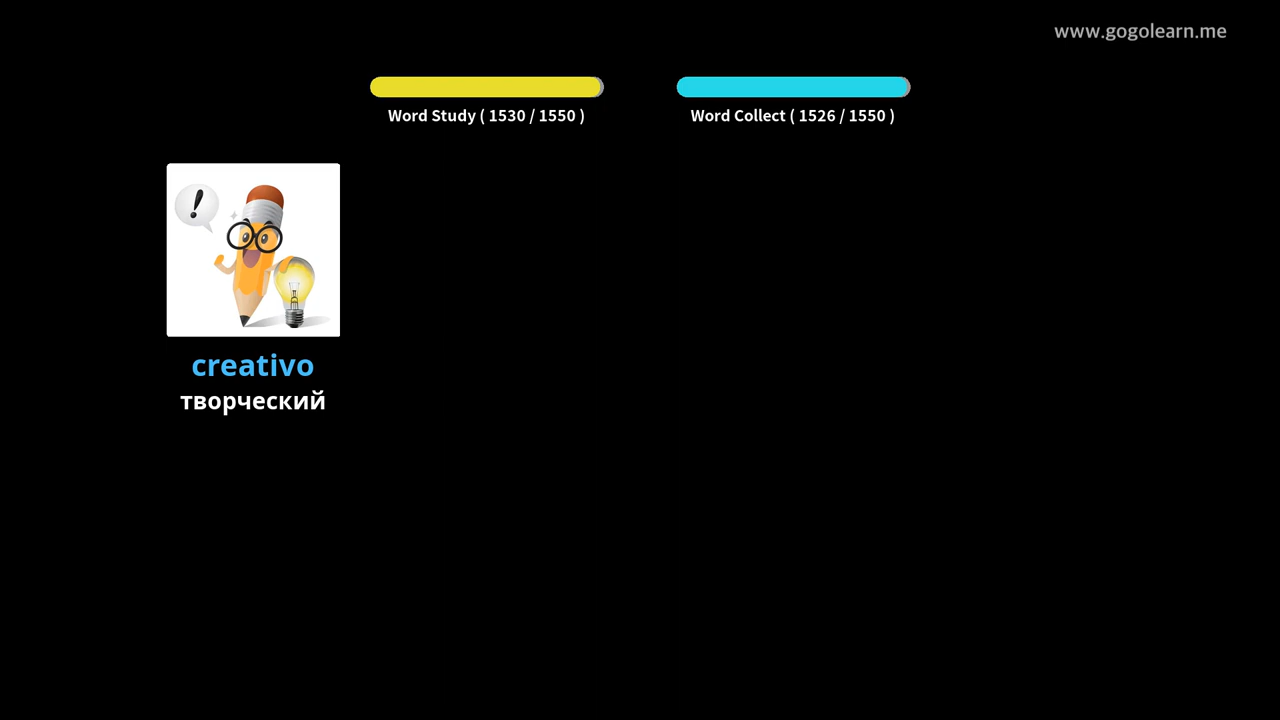 www.gogolearn.me
Word Study ( 1530 / 1550 )
Word Collect ( 1526 / 1550 )
!
creativo
творческий